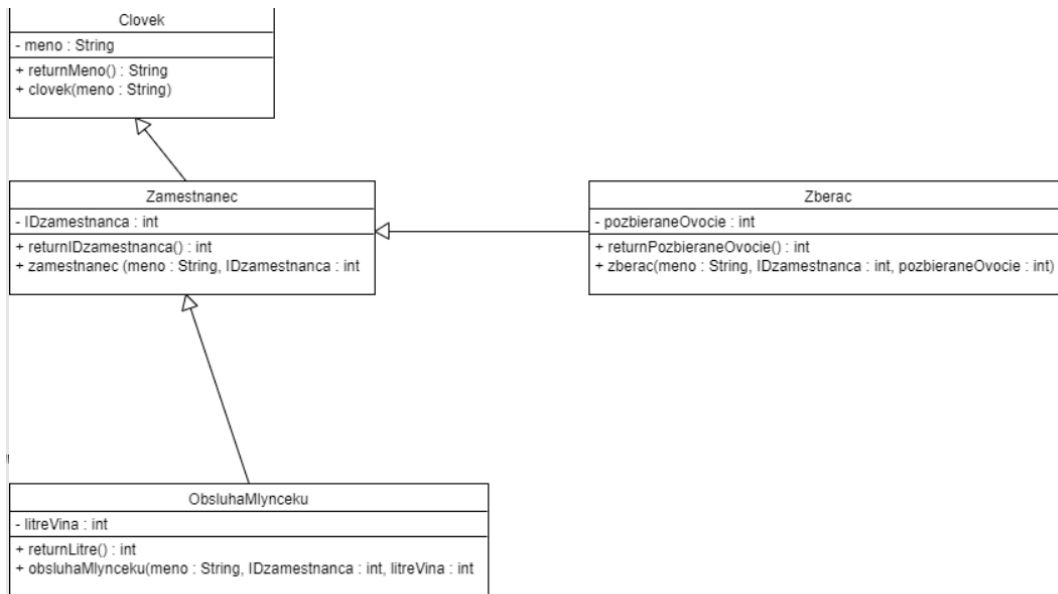 Clovek
- meno : String
+ returnMeno() : String
+ clovek(meno : String)
Zamestnanec
- IDzamestnanca : int
+ returnIDzamestnanca() : int
+ zamestnanec (meno : String, IDzamestnanca : int
Zberac
- pozbieraneOvocie : int
+ returnPozbieraneOvocie() : int
+ zberac(meno : String, IDzamestnanca : int, pozbieraneOvocie : int)
ObsluhaMlynceku
- litreVina : int
+ returnLitre() : int
+ obsluhaMlynceku(meno : String, IDzamestnanca : int, litreVina : int